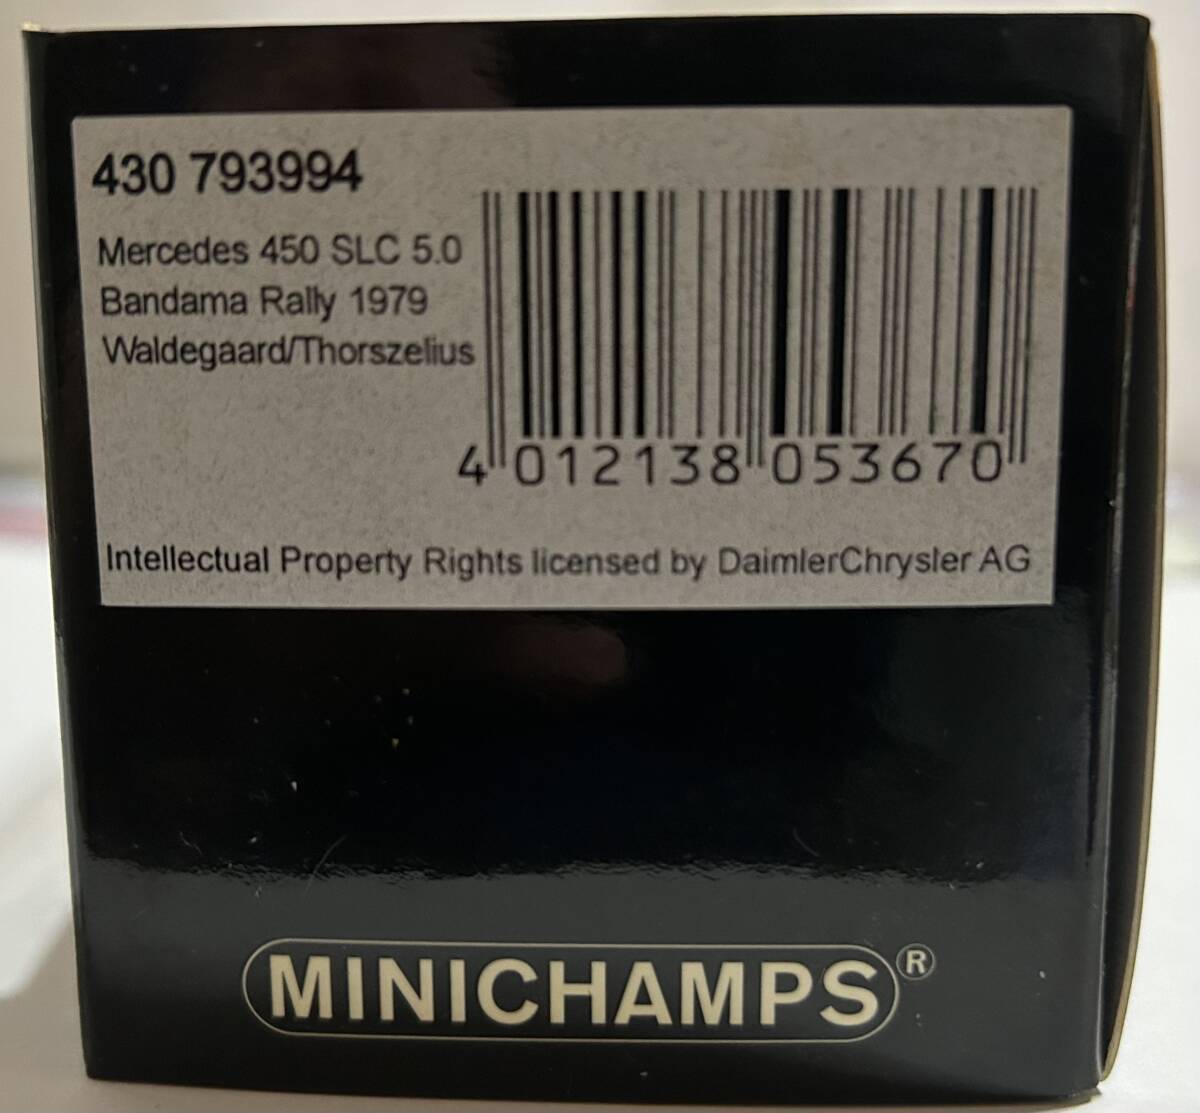 430 793994
Mercedes 450 SLC 5.0
Bandama Rally 1979
Waldegaard/Thorszelius
4 012138 053670
Intellectual Property Rights licensed by DaimlerChrysler AG
MINICHAMPS®